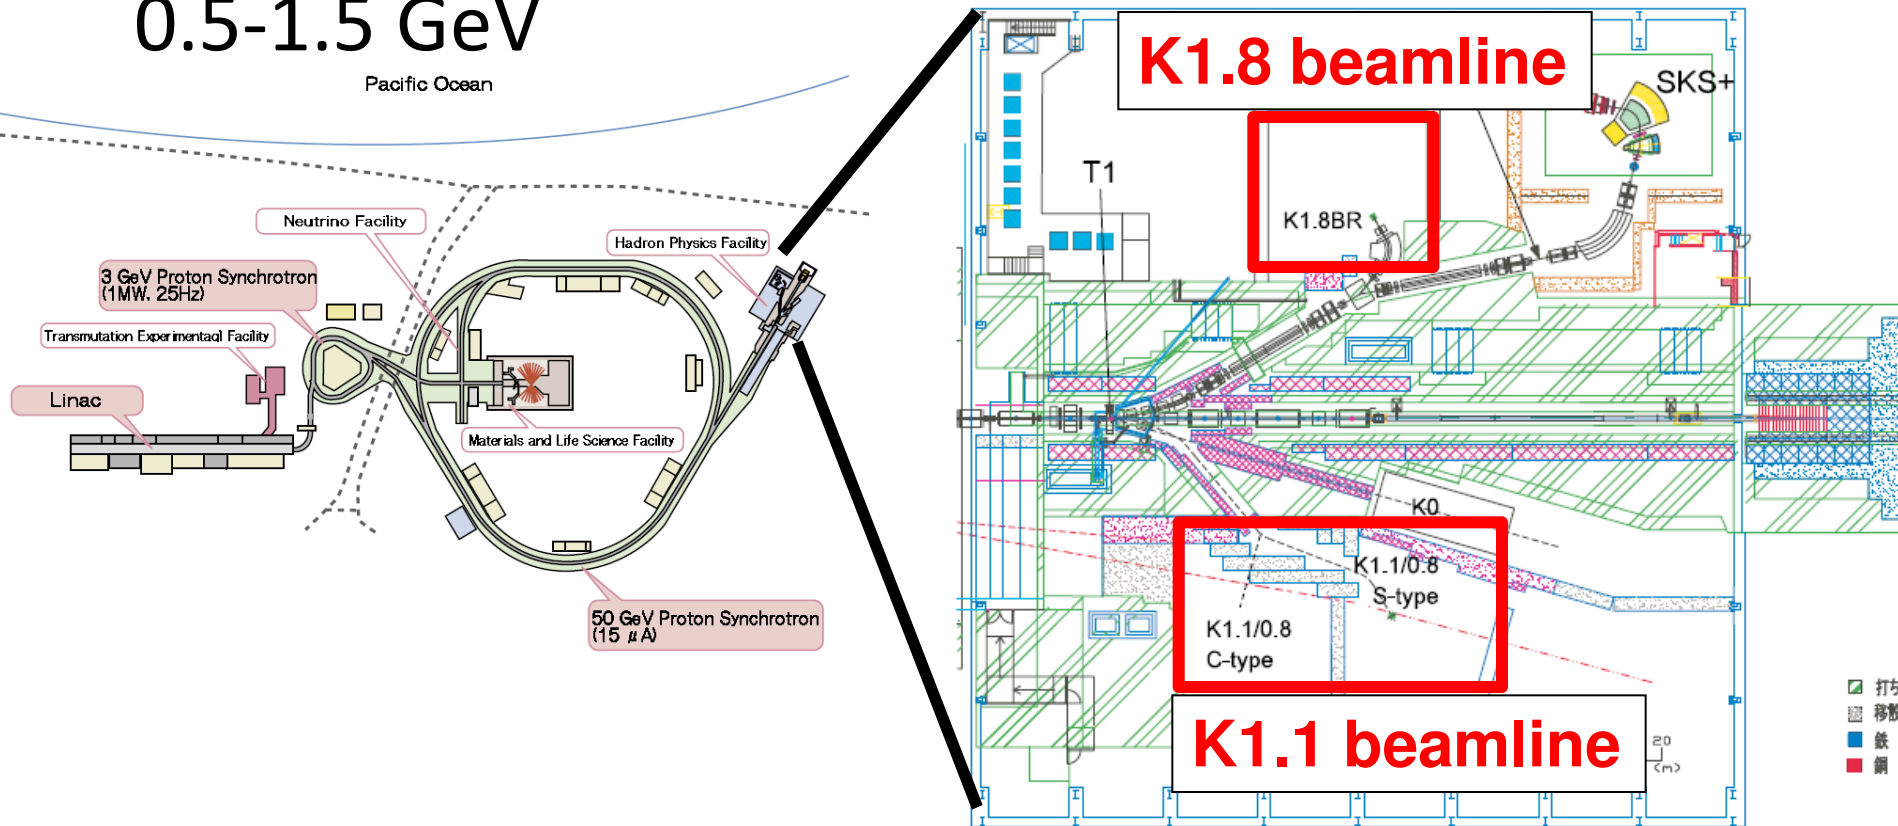 0.5-1.5 GeV
Pacific Ocean
Neutrino Facility
Hadron Physics Facility
3 GeV Proton Synchrotron
(1MW, 25Hz)
Transmutation Experimentaql Facility
Linac
Materials and Life Science Facility
50 GeV Proton Synchrotron
(15 μA)
K1.8 beamline
SKS+
T1
K1.8BR
K0
K1.1/0.8
S-type
K1.1/0.8
C-type
K1.1 beamline
20
(m)
打
移設
鉄
銅